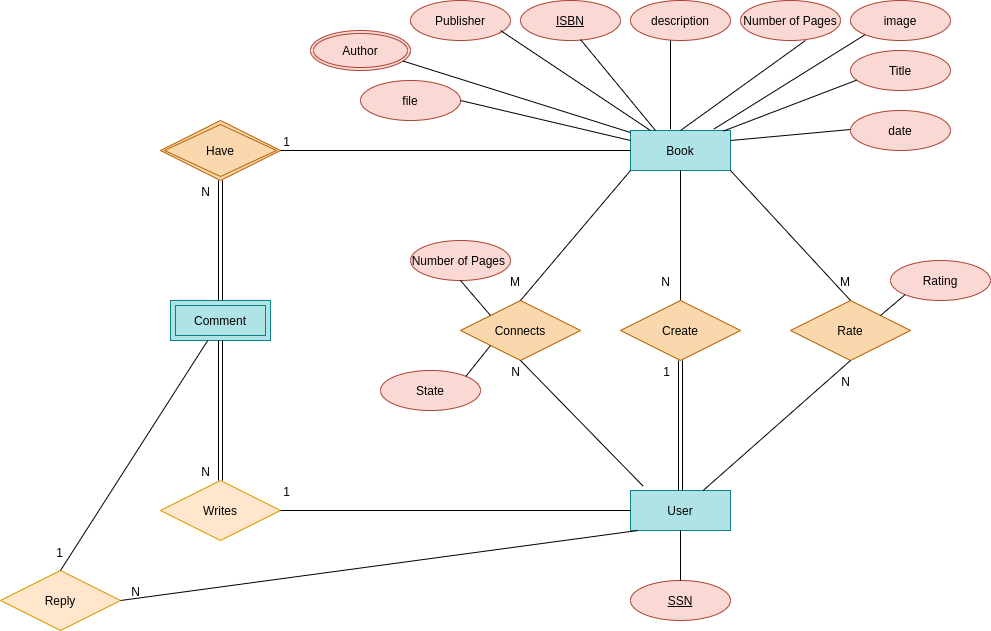 Publisher
ISBN
description
Number of Pages
image
Author
Title
file
date
Have
1
Book
N
Number of Pages
M
N
M
Rating
Comment
Connects
Create
Rate
N
1
N
State
N
1
Writes
User
1
N
Reply
SSN